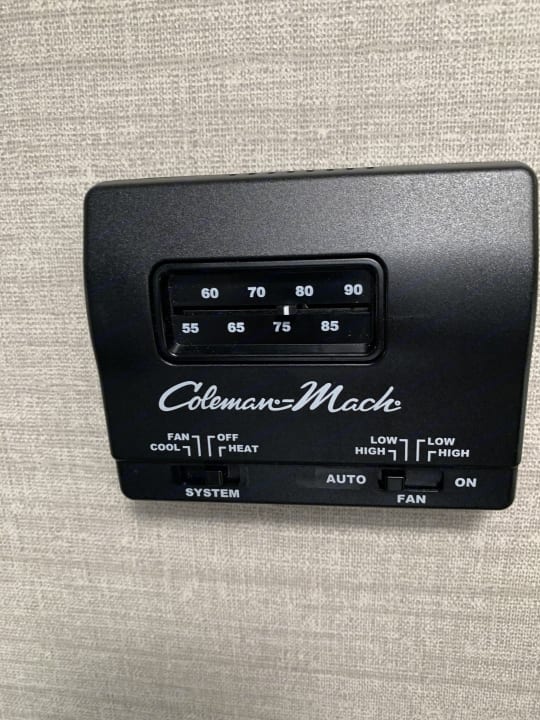 60 70 80 90
55 65 75 85
Coleman-Mach
FAN OFF
COOL HEAT
LOW LOW
HIGH HIGH
AUTO ON
SYSTEM FAN